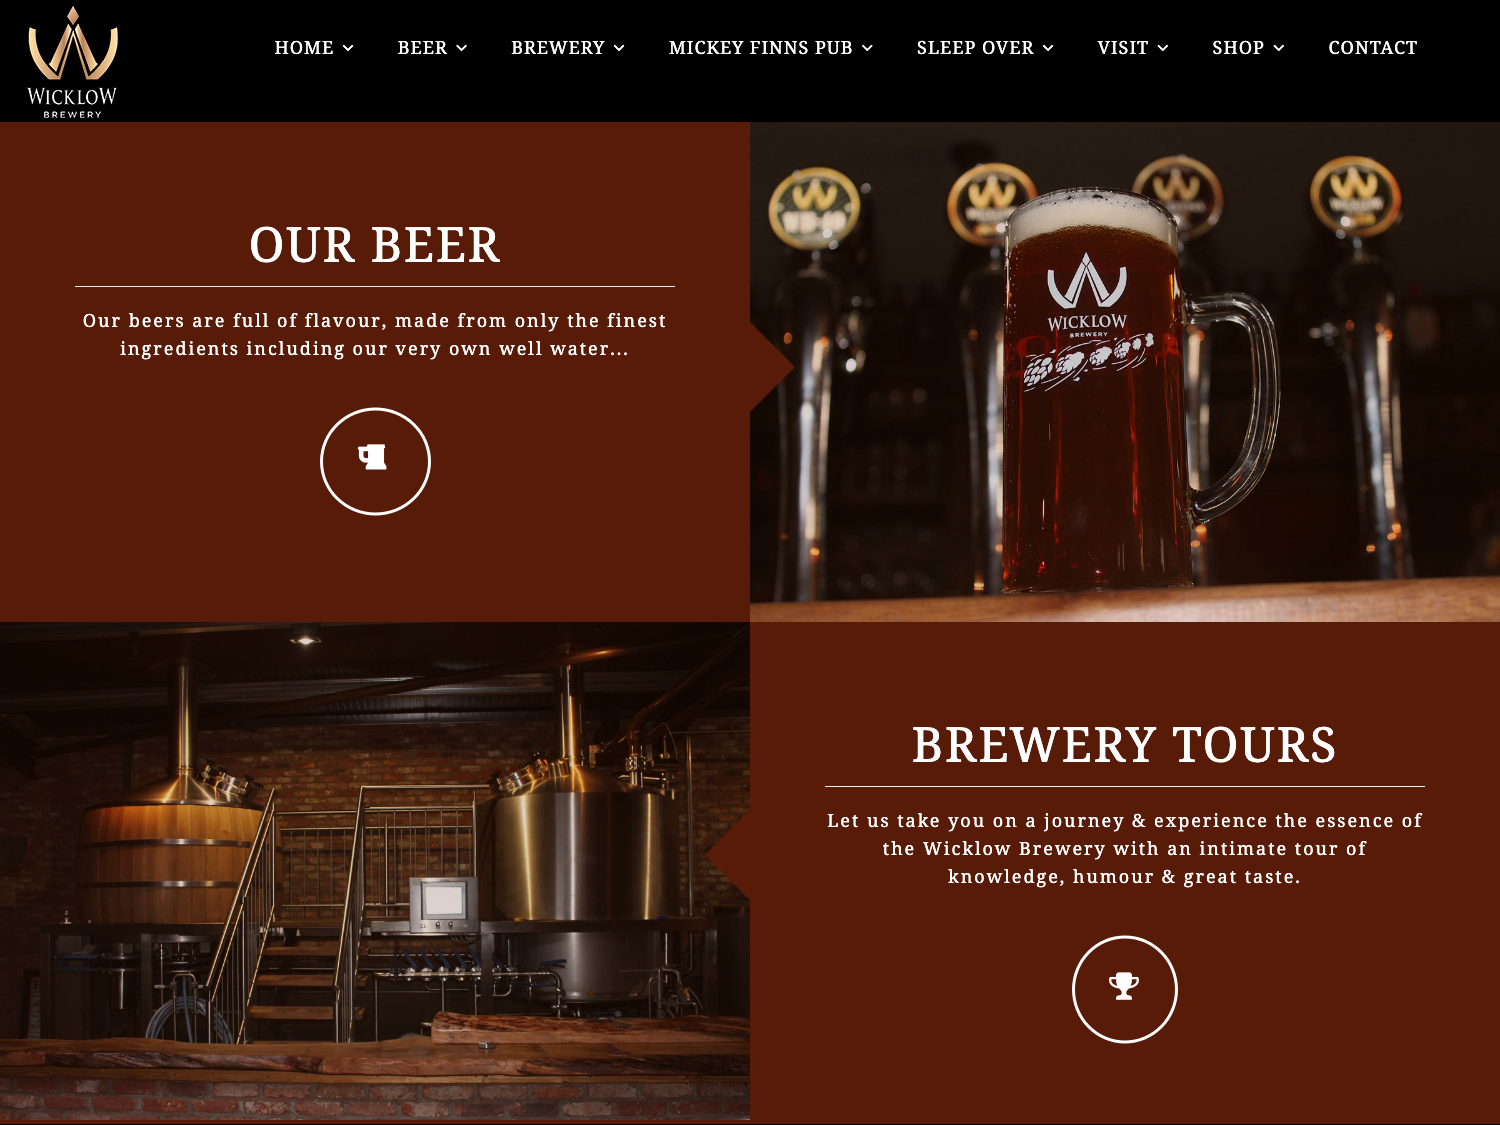 WICKLOW
BREWERY
HOME
BEER
BREWERY
MICKEY FINNS PUB
SLEEP OVER
VISIT
SHOP
CONTACT
OUR BEER
Our beers are full of flavour, made from only the finest
ingredients including our very own well water...
WICKLOW
WICKLOW
BREWERY
BREWERY TOURS
Let us take you on a journey & experience the essence of
the Wicklow Brewery with an intimate tour of
knowledge, humour & great taste.